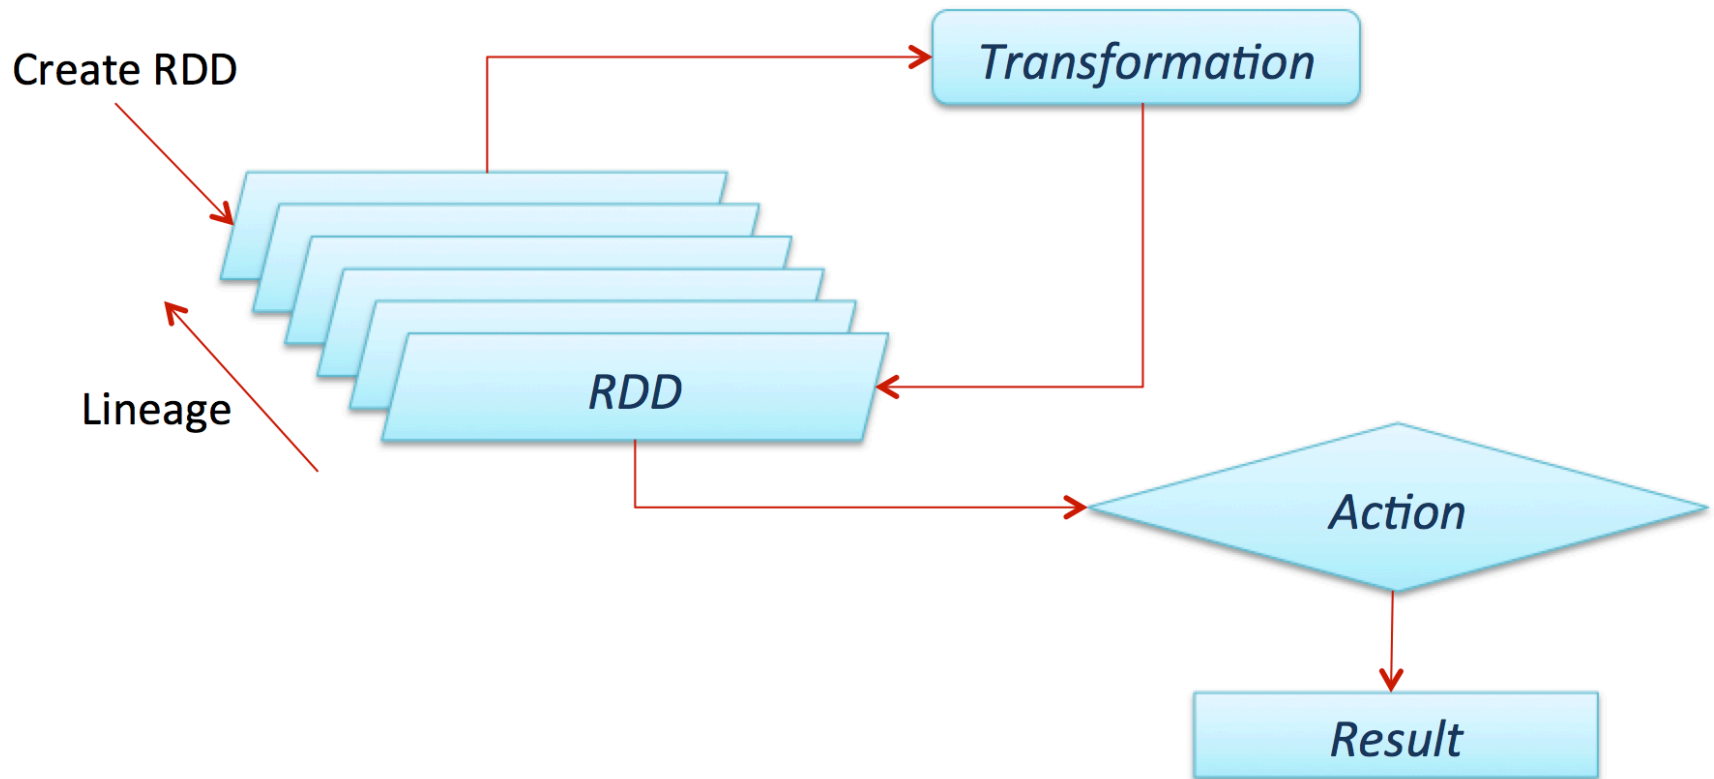 Create RDD
Transformation
Lineage
RDD
Action
Result